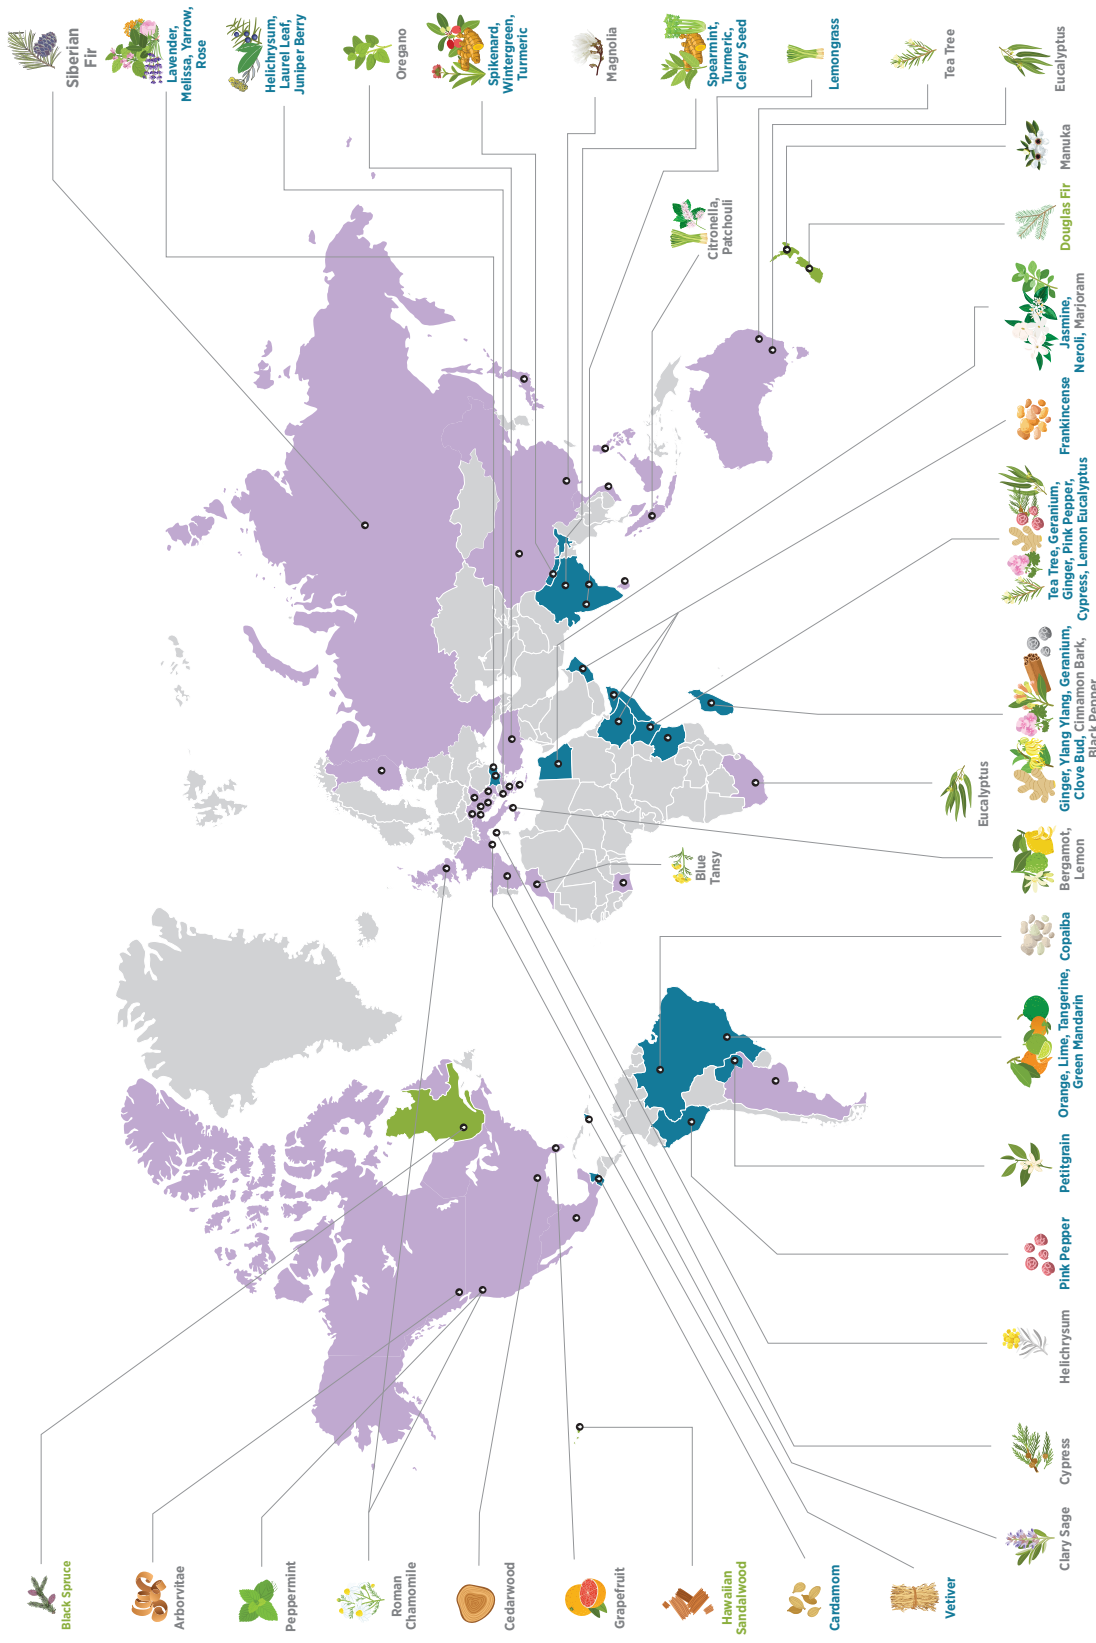 Black Spruce
Arborvitae
Peppermint
Roman
Chamomile
Cedarwood
Grapefruit
Hawaiian
Sandalwood
Cardamom
Vetiver
Siberian
Fir
Lavender,
Melissa, Yarrow,
Rose
Helichrysum,
Laurel Leaf,
Juniper Berry
Oregano
Spikenard,
Wintergreen,
Turmeric
Magnolia
Spearmint,
Turmeric,
Celery Seed
Lemongrass
Tea Tree
Eucalyptus
Citronella,
Patchouli
Blue
Tansy
Eucalyptus
Clary Sage
Cypress
Helichrysum
Pink Pepper
Petitgrain
Orange, Lime, Tangerine,
Green Mandarin
Copaiba
Bergamot,
Lemon
Ginger, Ylang Ylang, Geranium,
Clove Bud, Cinnamon Bark,
Black Pepper
Tea Tree, Geranium,
Ginger, Pink Pepper,
Cypress, Lemon Eucalyptus
Frankincense
Jasmine,
Neroli, Marjoram
Douglas Fir
Manuka